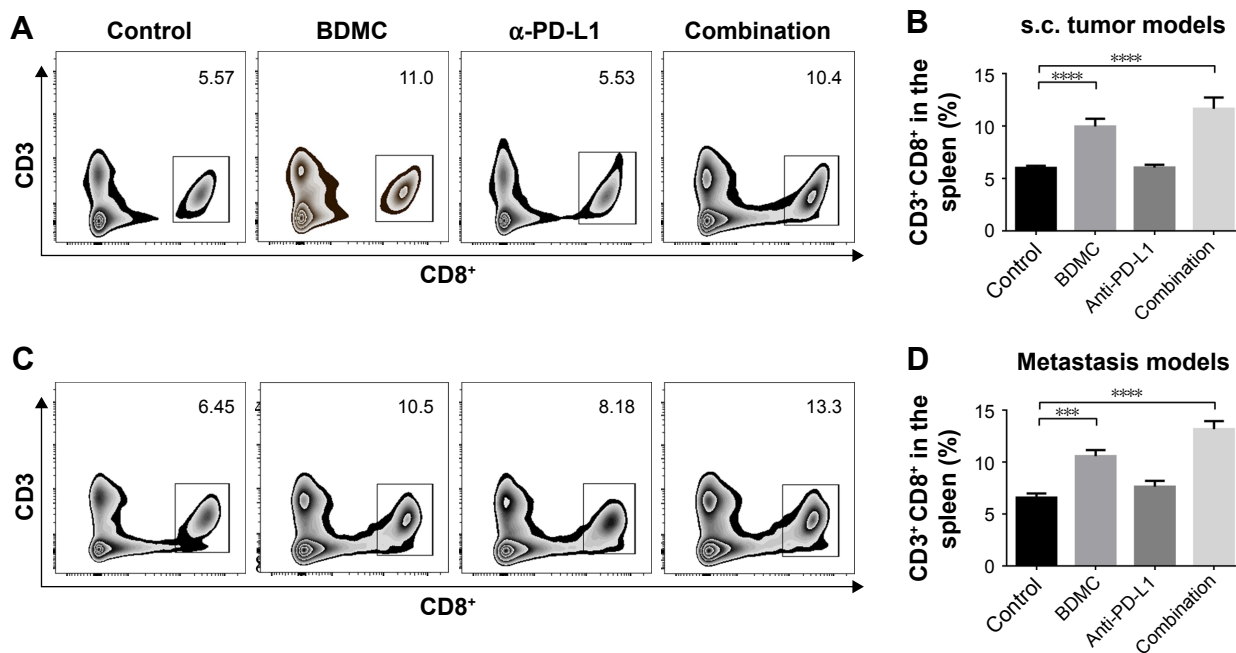 A
Control
BDMC
α-PD-L1
Combination
5.57
11.0
5.53
10.4
CD3
CD8⁺
B
s.c. tumor models
****
****
CD3⁺ CD8⁺ in the
spleen (%)
15
10
5
0
Control
BDMC
Anti-PD-L1
Combination
C
6.45
10.5
8.18
13.3
CD3
CD8⁺
D
Metastasis models
****
***
CD3⁺ CD8⁺ in the
spleen (%)
15
10
5
0
Control
BDMC
Anti-PD-L1
Combination